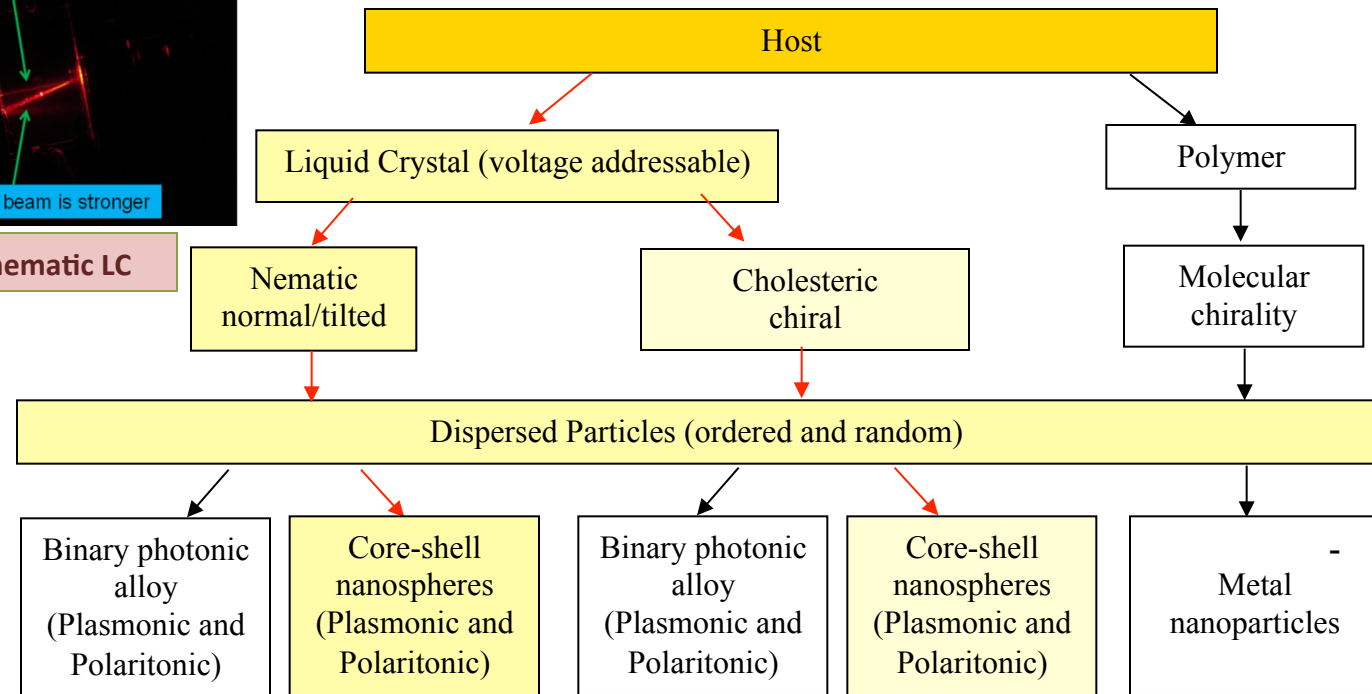 Host
Liquid Crystal (voltage addressable)
Polymer
beam is stronger
nematic LC
Nematic
normal/tilted
Cholesteric
chiral
Molecular
chirality
Dispersed Particles (ordered and random)
Binary photonic
alloy
(Plasmonic and
Polaritonic)
Core-shell
nanospheres
(Plasmonic and
Polaritonic)
Binary photonic
alloy
(Plasmonic and
Polaritonic)
Core-shell
nanospheres
(Plasmonic and
Polaritonic)
-
Metal
nanoparticles